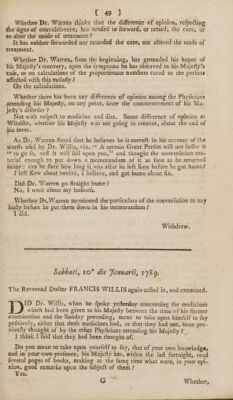 [ 49 ]
Whether Dr. Warren thinks that the difference of opinion, respecting
the signs of convalescence, has tended to forward, or retard, the cure, or
to alter the mode of treatment?
It has neither forwarded nor retarded the cure, nor altered the mode of
treatment.
Whether Dr. Warren, from the beginning, has grounded his hopes of
his Majesty's recovery, upon the symptoms he has observed in his Majesty's
case, or on calculations of the proportionate numbers cured to the persons
affected with this malady?
On the calculations.
Whether there has been any difference of opinion among the Physicians
attending his Majesty, on any point, since the commencement of his Ma-
jesty's disorder?
Not with respect to medicine and diet. Some difference of opinion at
Windsor, whether his Majesty was not going to recover, about the end of
his fever.
As Dr. Warren stated that he believes he is correct in his account of the
words used by Dr. Willis, viz. " A certain Great Person will not suffer it
" to go so, and it will fall upon you," and thought the conversation ma-
terial enough to put down a memorandum of it as soon as he returned
home; can he state how long it was after he left Kew before he got home?
I left Kew about twelve, I believe, and got home about six.
Did Dr. Warren go straight home?
No, I went about my business.
Whether Dr. Warren mentioned the particulars of the conversation to any
body before he put them down in his memorandum?
I did.
Withdrew.
Sabbati, 10° die Januarii, 1789.
The Reverend Doctor FRANCIS WILLIS again called in, and examined.
DID Dr. Willis, when he spoke yesterday concerning the medicines
which had been given to his Majesty between the time of his former
examination and the Sunday preceding, mean to take upon himself to say
positively, either that those medicines had, or that they had not, been pre-
viously thought of by the other Physicians attending his Majesty?
I think I said that they had been thought of.
Do you mean to take upon yourself to say, that of your own knowledge,
and in your own presence, his Majesty has, within the last fortnight, read
several pages of books, making at the same time what were, in your opi-
nion, good remarks upon the subject of them?
Yes.
G
Whether,